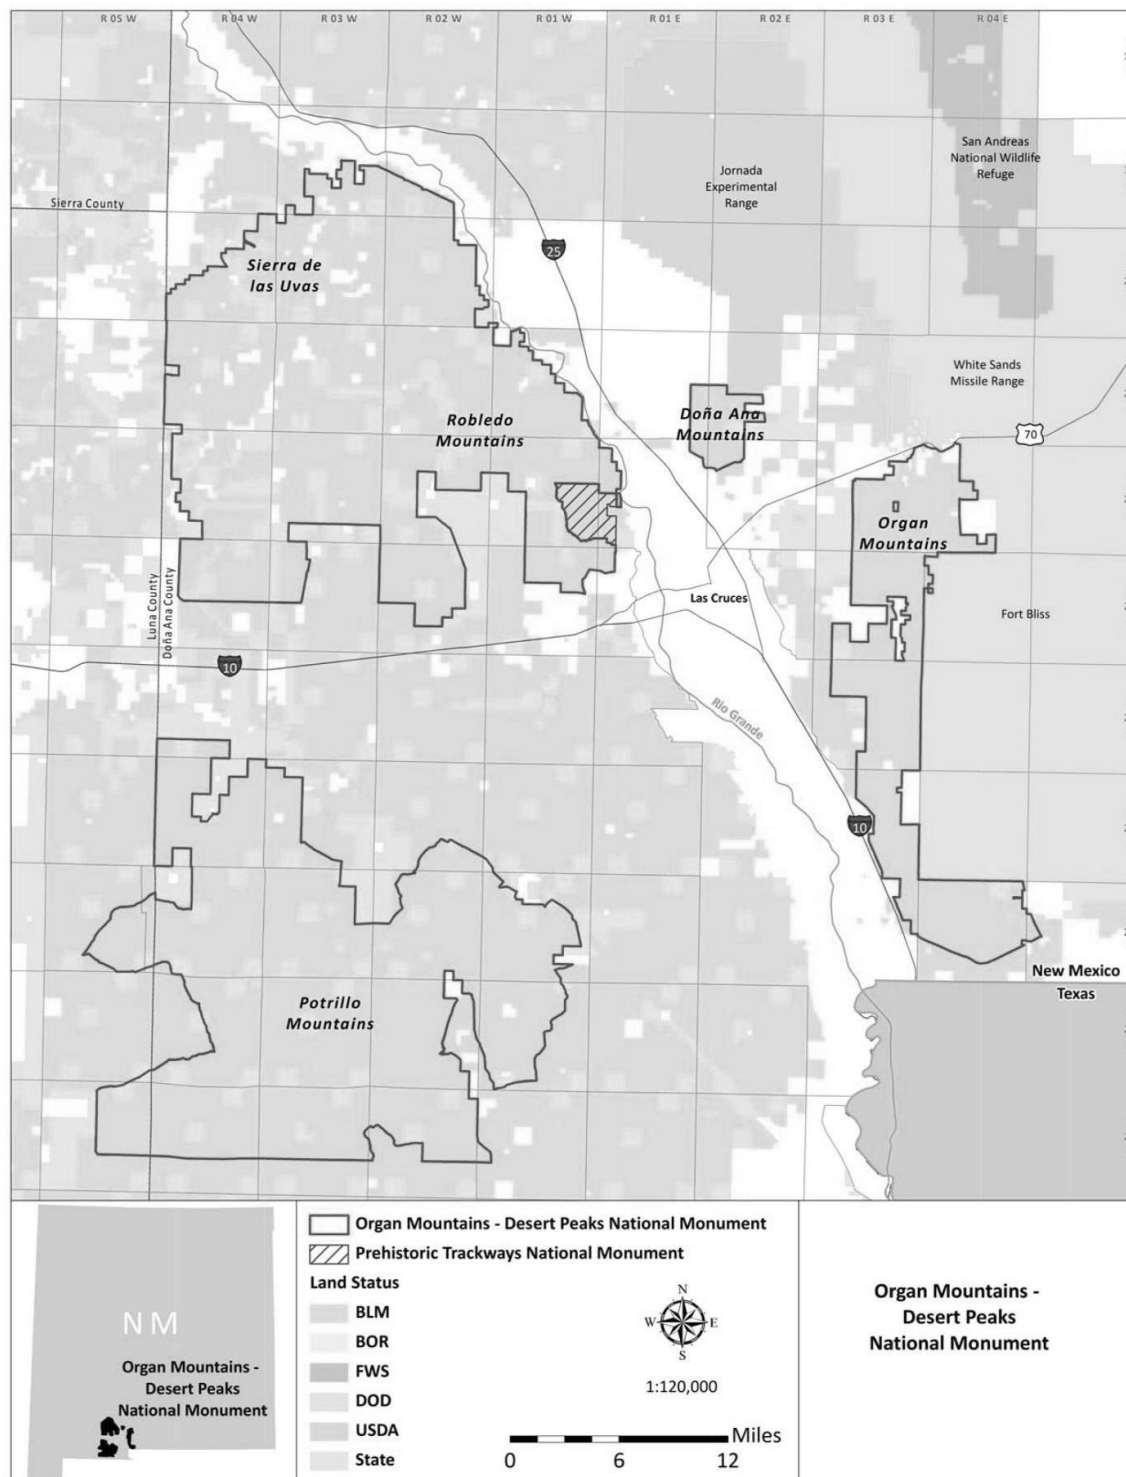 R 05 W
R 04 W
R 03 W
R 02 W
R 01 W
R 01 E
R 02 E
R 03 E
R 04 E
San Andreas
National Wildlife
Refuge
Jornada
Experimental
Range
Sierra County
25
Sierra de
las Uvas
White Sands
Missile Range
Robledo
Mountains
Doña Ana
Mountains
70
Organ
Mountains
Las Cruces
Fort Bliss
Luna County
Doña Ana County
10
Rio Grande
10
New Mexico
Texas
Potrillo
Mountains
NM
Organ Mountains -
Desert Peaks
National Monument
Organ Mountains - Desert Peaks National Monument
Prehistoric Trackways National Monument
Land Status
BLM
BOR
FWS
DOD
USDA
State
N
W
E
S
1:120,000
Miles
0
6
12
Organ Mountains -
Desert Peaks
National Monument